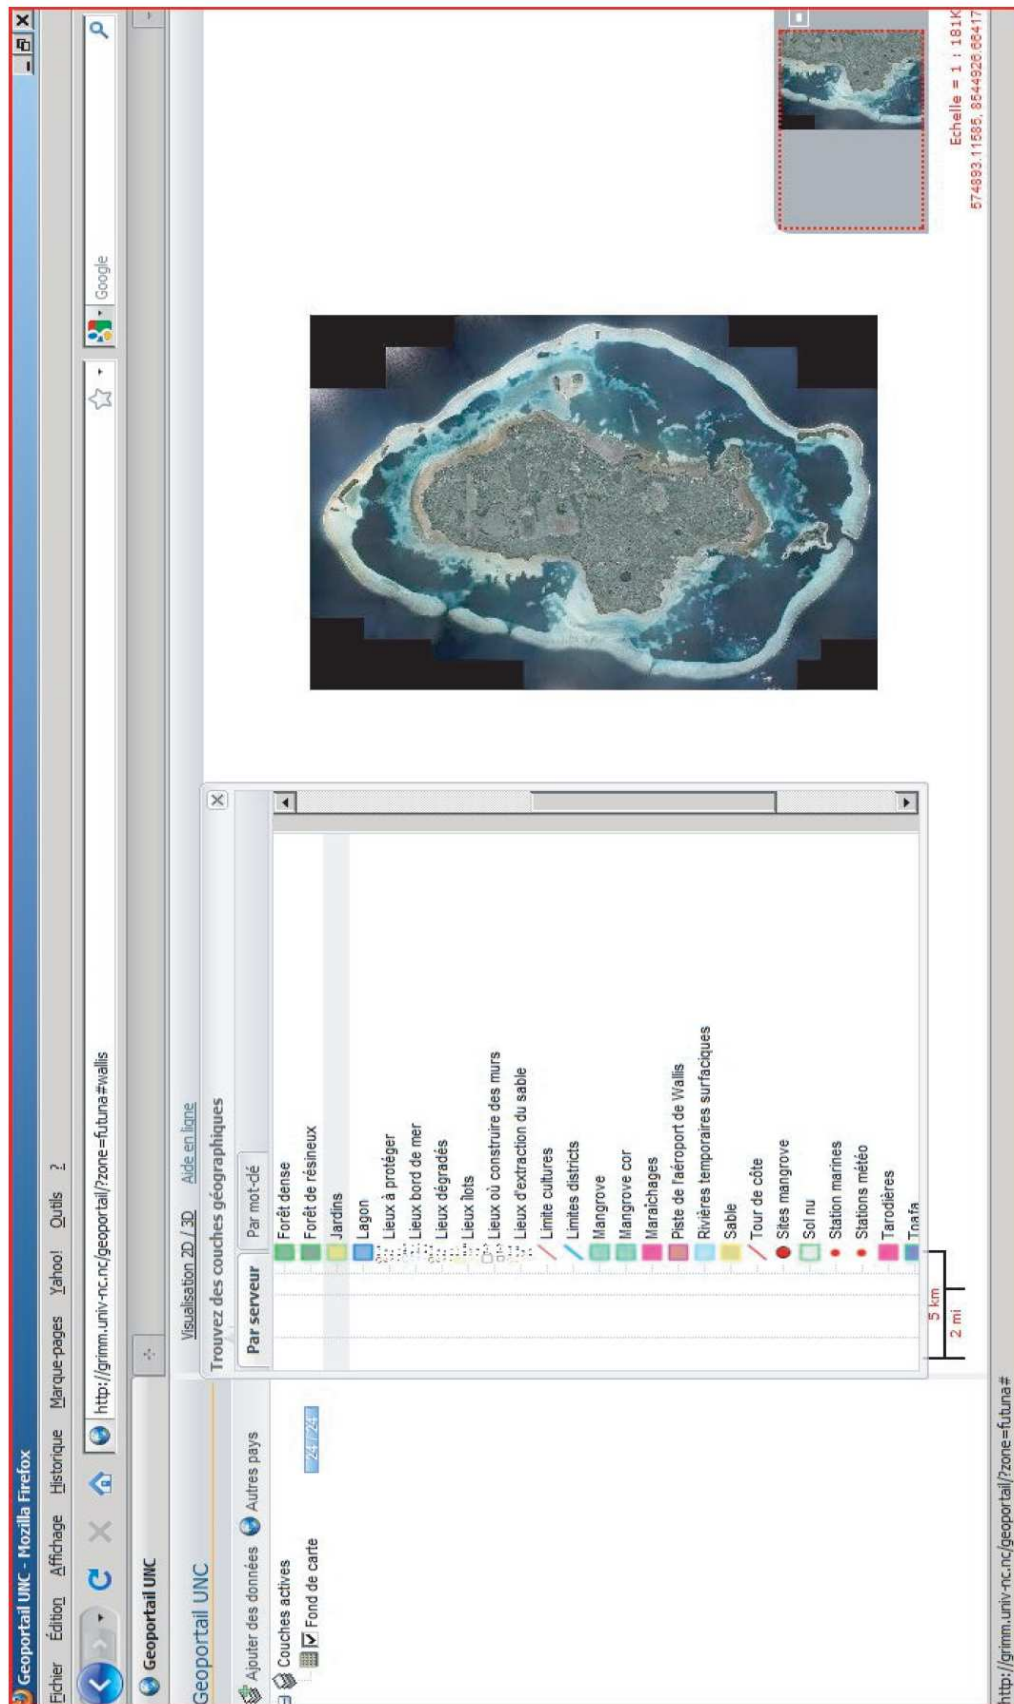 Geoportail UNC - Mozilla Firefox
Fichier Édition Affichage Historique Marque-pages Yahoo! Outils ?
http://grimm.univ-nc.nc/geoportail/?zone=futuna#wallis
Google
Geoportail UNC
Geoportail UNC
Visualisation 2D / 3D Aide en ligne
Ajouter des données Autres pays
Couches actives
Fond de carte
24 / 24
Trouvez des couches géographiques
Par serveur Par mot-clé
Forêt dense
Forêt de résineux
Jardins
Lagon
Lieux à protéger
Lieux bord de mer
Lieux dégradés
Lieux îlots
Lieux où construire des murs
Lieux d'extraction du sable
Limite cultures
Limites districts
Mangrove
Mangrove cor
Maraichages
Piste de l'aéroport de Wallis
Rivières temporaires surfaciques
Sable
Tour de côte
Sites mangrove
Sol nu
Station marines
Stations météo
Tarodières
Toafa
5 km
2 mi
Echelle = 1 : 181K
574893.11585, 8544926.66417
http://grimm.univ-nc.nc/geoportail/?zone=futuna#